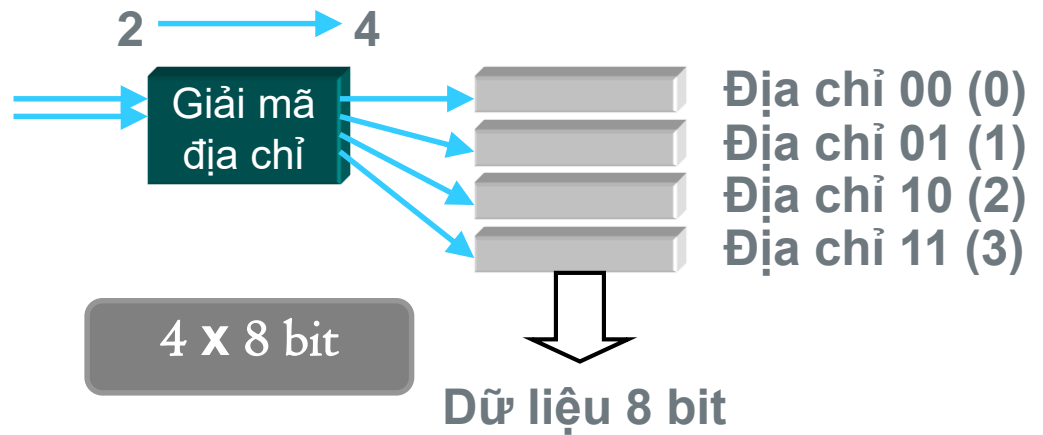 2 4
Giải mã
địa chỉ
Địa chỉ 00 (0)
Địa chỉ 01 (1)
Địa chỉ 10 (2)
Địa chỉ 11 (3)
4 x 8 bit
Dữ liệu 8 bit